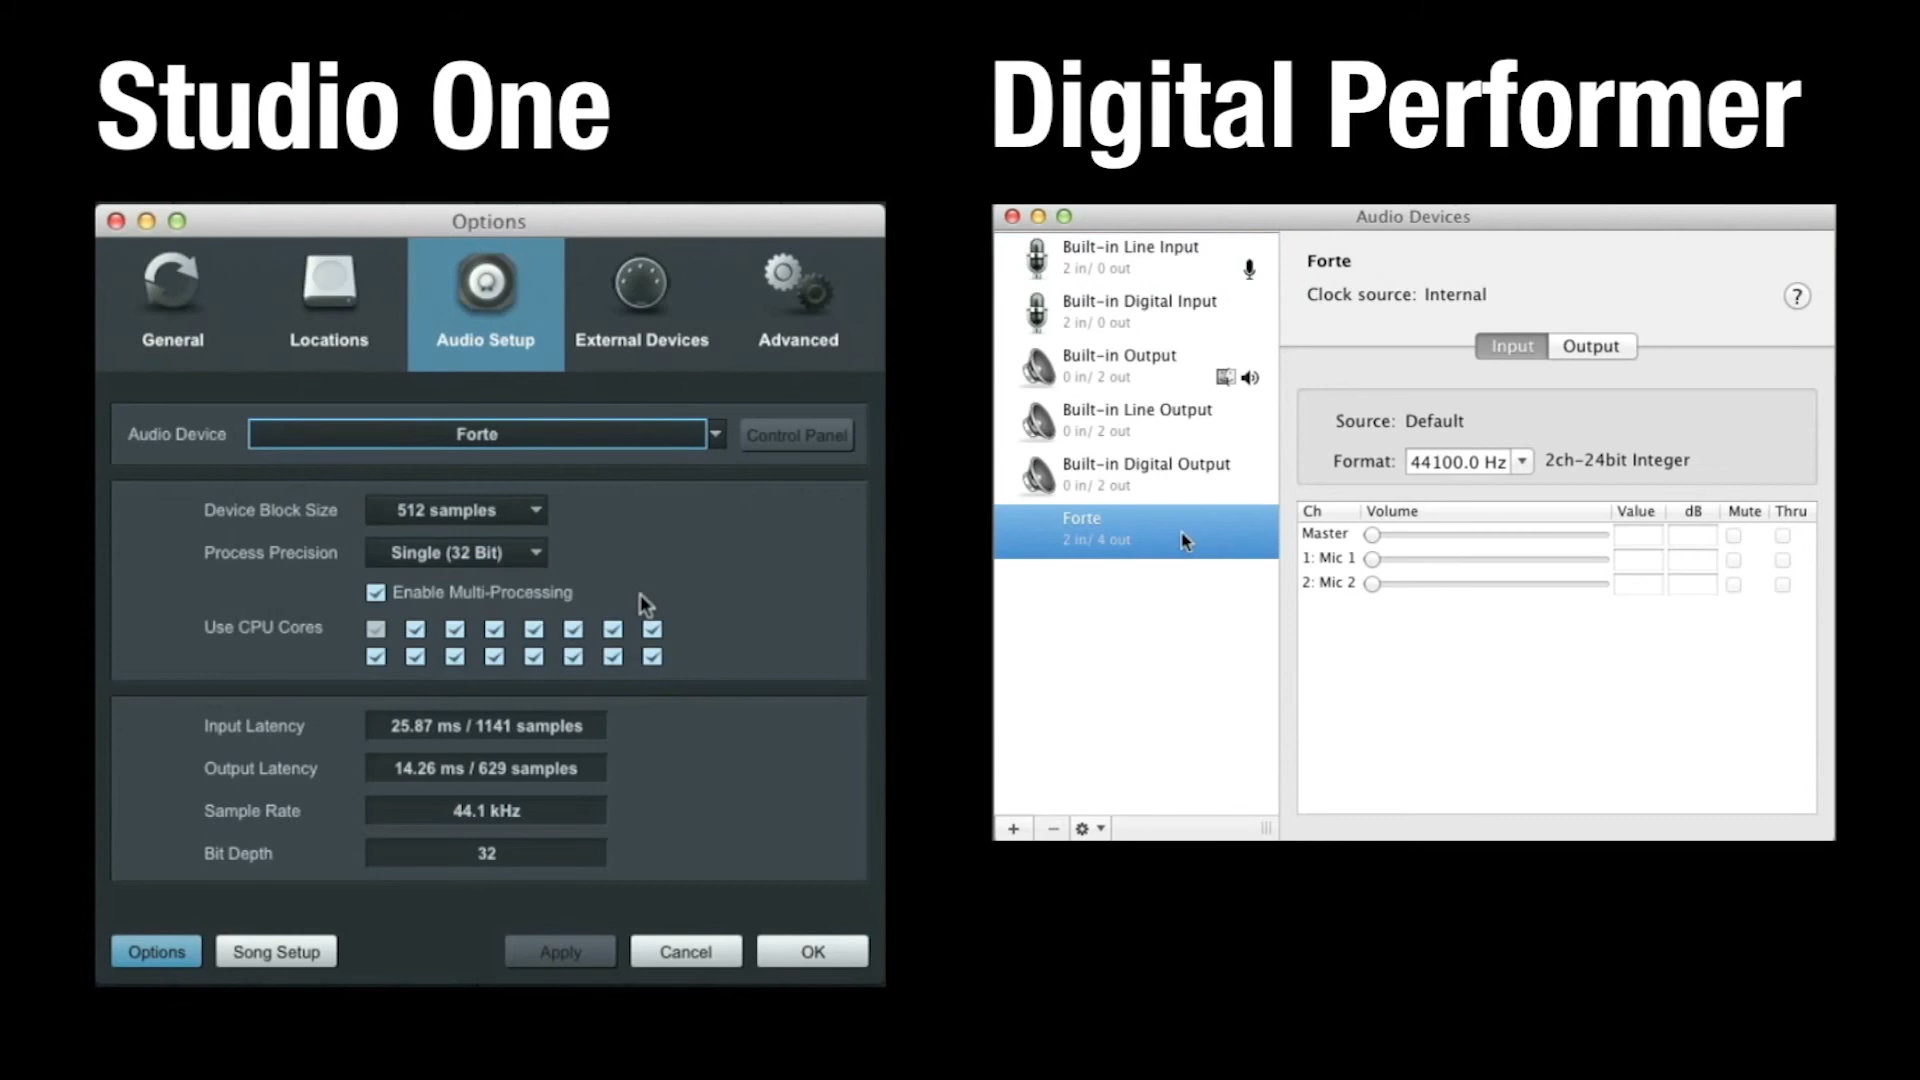 Studio One
Options
General
Locations
Audio Setup
External Devices
Advanced
Audio Device
Forte
Control Panel
Device Block Size
512 samples
Process Precision
Single (32 Bit)
Enable Multi-Processing
Use CPU Cores
Input Latency
25.87 ms / 1141 samples
Output Latency
14.26 ms / 629 samples
Sample Rate
44.1 kHz
Bit Depth
32
Options
Song Setup
Apply
Cancel
OK
Digital Performer
Audio Devices
Built-in Line Input
2 in/ 0 out
Built-in Digital Input
2 in/ 0 out
Built-in Output
0 in/ 2 out
Built-in Line Output
0 in/ 2 out
Built-in Digital Output
0 in/ 2 out
Forte
2 in/ 4 out
Forte
Clock source: Internal
?
Input
Output
Source: Default
Format: 44100.0 Hz 2ch-24bit Integer
Ch Volume Value dB Mute Thru
Master
1: Mic 1
2: Mic 2